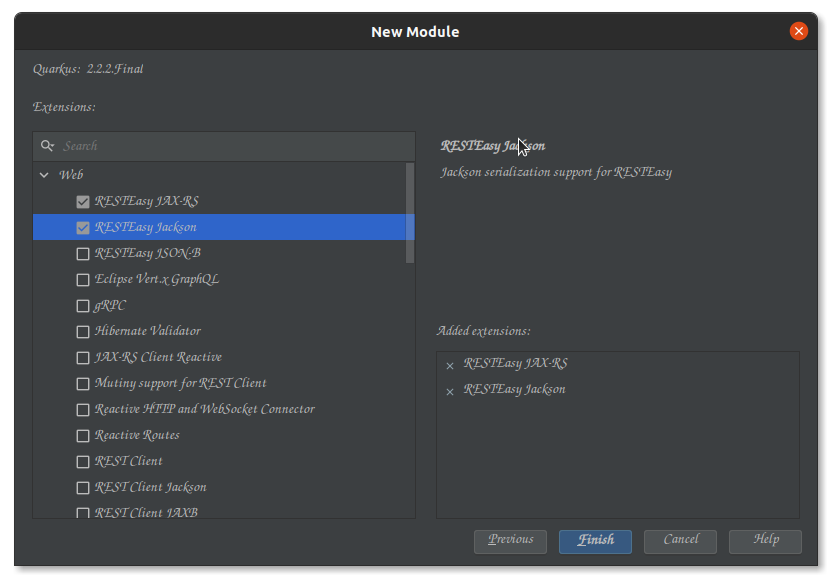 New Module
Quarkus: 2.2.2.Final
Extensions:
Search
Web
RESTEasy JAX-RS
RESTEasy Jackson
RESTEasy JSON-B
Eclipse Vert.x GraphQL
gRPC
Hibernate Validator
JAX-RS Client Reactive
Mutiny support for REST Client
Reactive HTTP and WebSocket Connector
Reactive Routes
REST Client
REST Client Jackson
REST Client JAXB
RESTEasy Jackson
Jackson serialization support for RESTEasy
Added extensions:
RESTEasy JAX-RS
RESTEasy Jackson
Previous
Finish
Cancel
Help